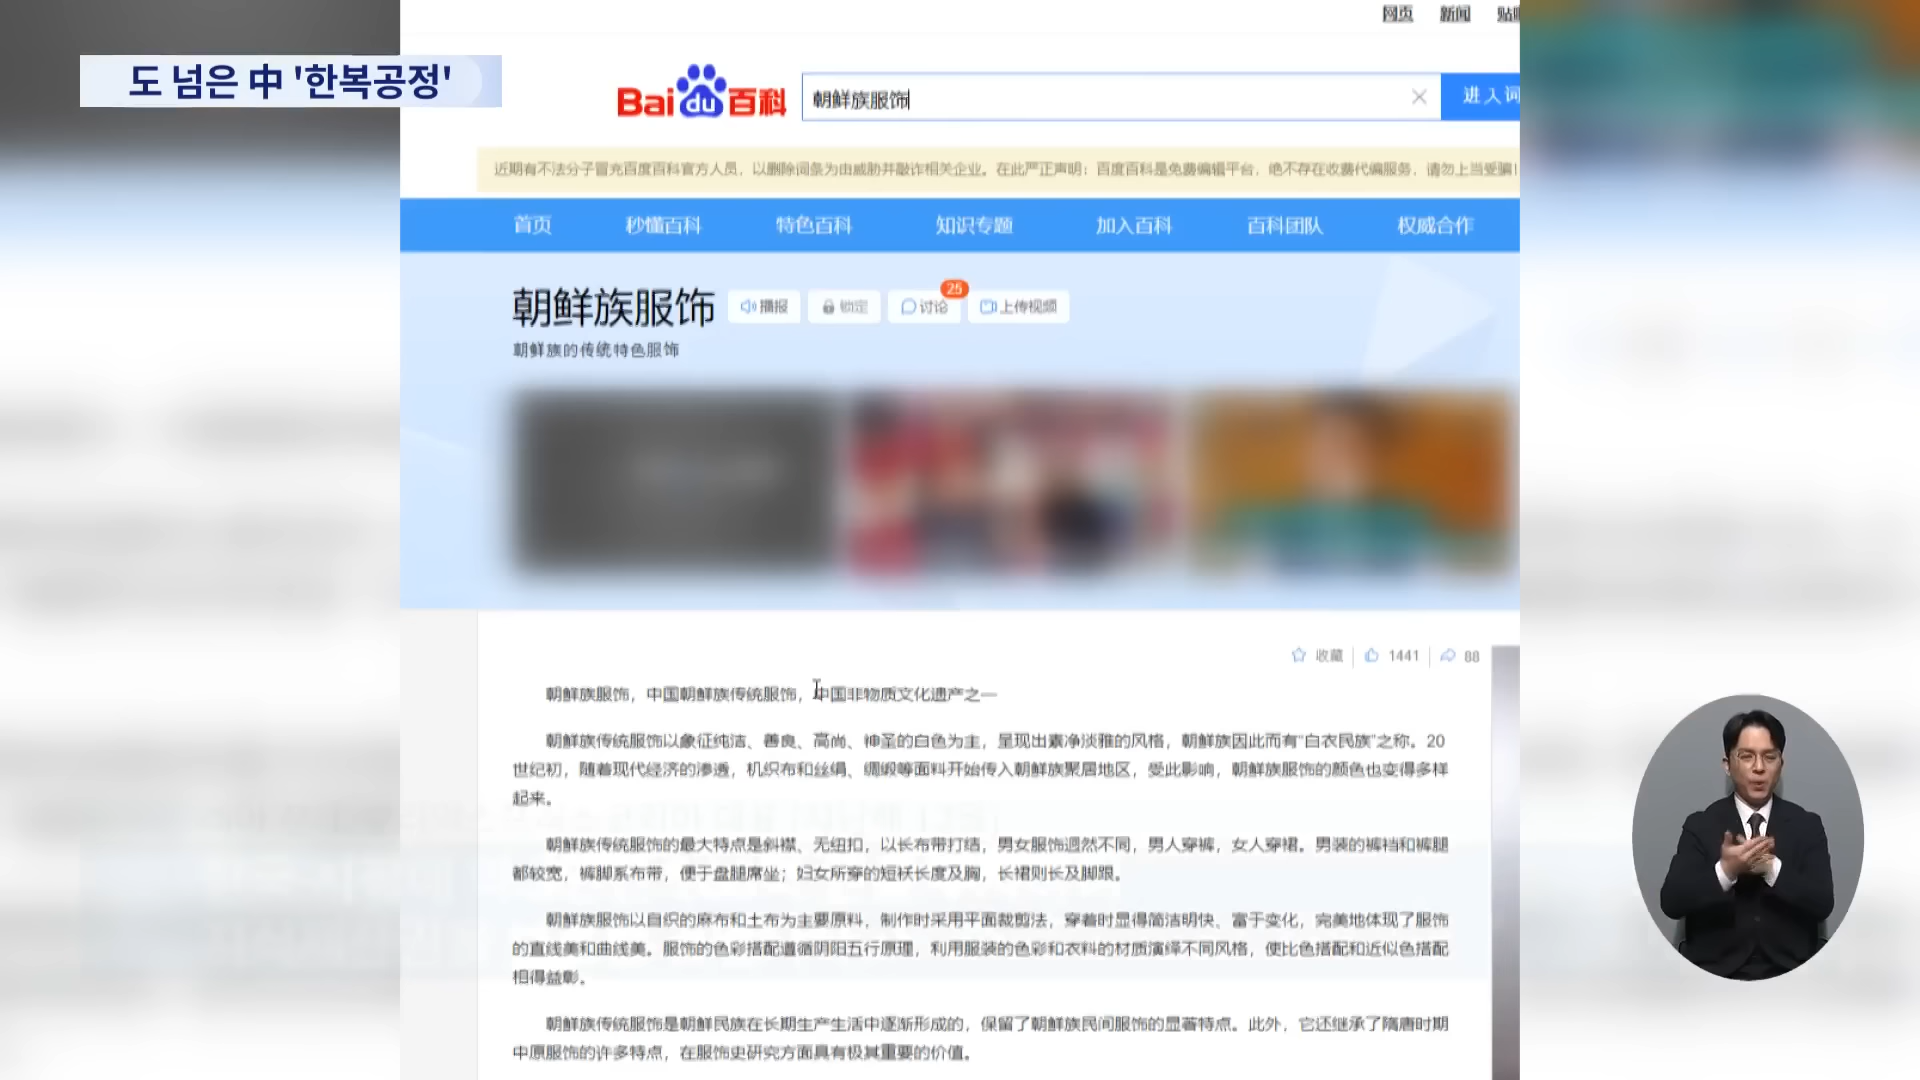 网页 新闻
도 넘은 中 '한복공정'
Bai du 百科
朝鲜族服饰
进入词
近期有不法分子冒充百度百科官方人员，以删除词条为由威胁并敲诈相关企业。在此严正声明：百度百科是免费编辑平台，绝不存在收费代编服务，请勿上当受骗！
首页 秒懂百科 特色百科 知识专题 加入百科 百科团队 权威合作
朝鲜族服饰 播报 锁定 讨论 25 上传视频
朝鲜族的传统特色服饰
收藏 1441 88
朝鲜族服饰，中国朝鲜族传统服饰，中国非物质文化遗产之一
朝鲜族传统服饰以象征纯洁、善良、高尚、神圣的白色为主，呈现出素净淡雅的风格，朝鲜族因此而有"白衣民族"之称。20
世纪初，随着现代经济的渗透，机织布和丝绢、绸缎等面料开始传入朝鲜族聚居地区，受此影响，朝鲜族服饰的颜色也变得多样
起来。
朝鲜族传统服饰的最大特点是斜襟、无纽扣，以长布带打结，男女服饰迥然不同，男人穿裤，女人穿裙。男装的裤裆和裤腿
都较宽，裤脚系布带，便于盘腿席坐；妇女所穿的短袄长度及胸，长裙则长及脚跟。
朝鲜族服饰以自织的麻布和土布为主要原料，制作时采用平面裁剪法，穿着时显得简洁明快、富于变化，完美地体现了服饰
的直线美和曲线美。服饰的色彩搭配遵循阴阳五行原理，利用服装的色彩和衣料的材质演绎不同风格，使比色搭配和近似色搭配
相得益彰。
朝鲜族传统服饰是朝鲜民族在长期生产生活中逐渐形成的，保留了朝鲜族民间服饰的显著特点。此外，它还继承了隋唐时期
中原服饰的许多特点，在服饰史研究方面具有极其重要的价值。